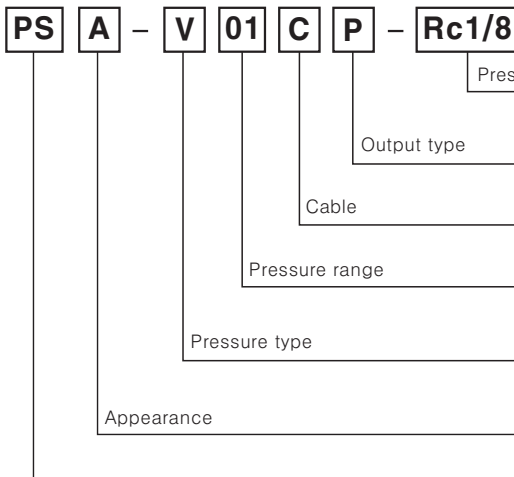 PS A – V 01 C P – Rc1/8
Output type
Cable
Pressure range
Pressure type
Appearance